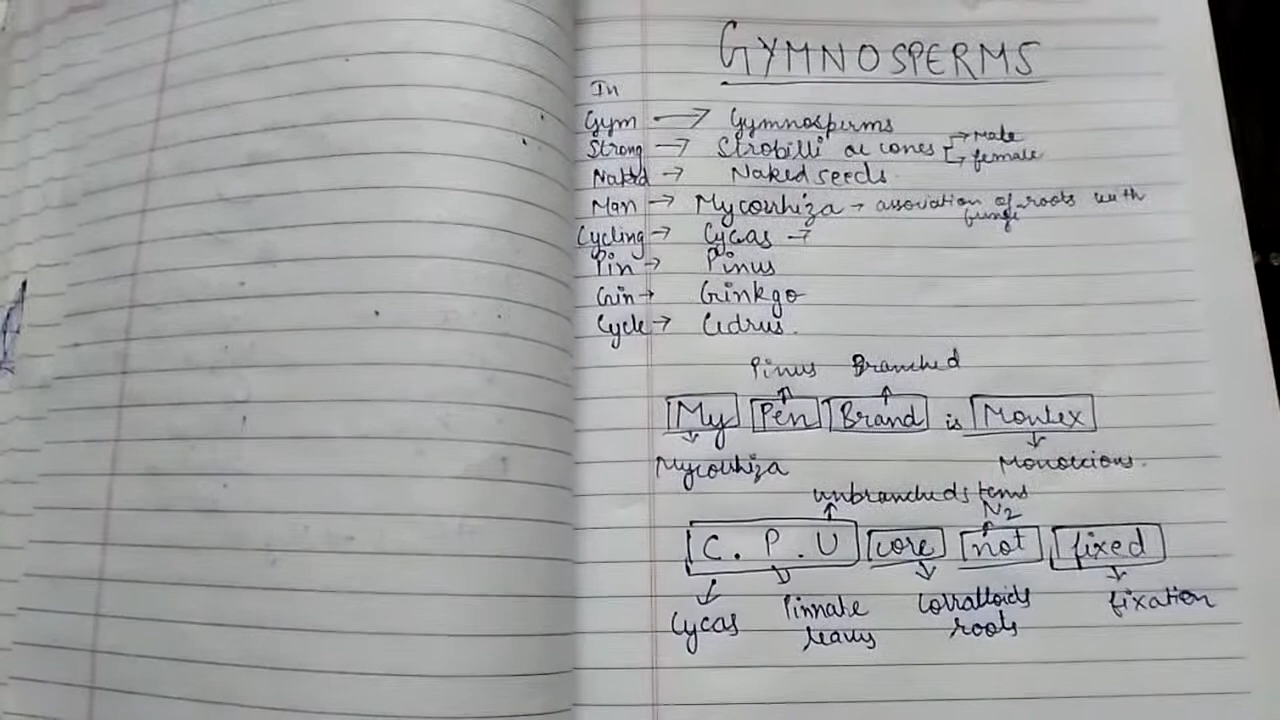 GYMNOSPERMS
In
Gym → Gymnosperms
Strong → Strobilli or cones → Male
→ female
Naked → Naked seeds.
Man → Mycorrhiza → association of roots with
fungi
Cycling → Cycas →
Pin → Pinus
Gin → Ginkgo
Cycle → Cedrus.
Pinus Branched
My Pen Brand is Montex
Mycorrhiza Monoecious.
unbranched stems
N2
C. P. U core not fixed
Cycas Pinnate Corralloids fixation
leaves roots